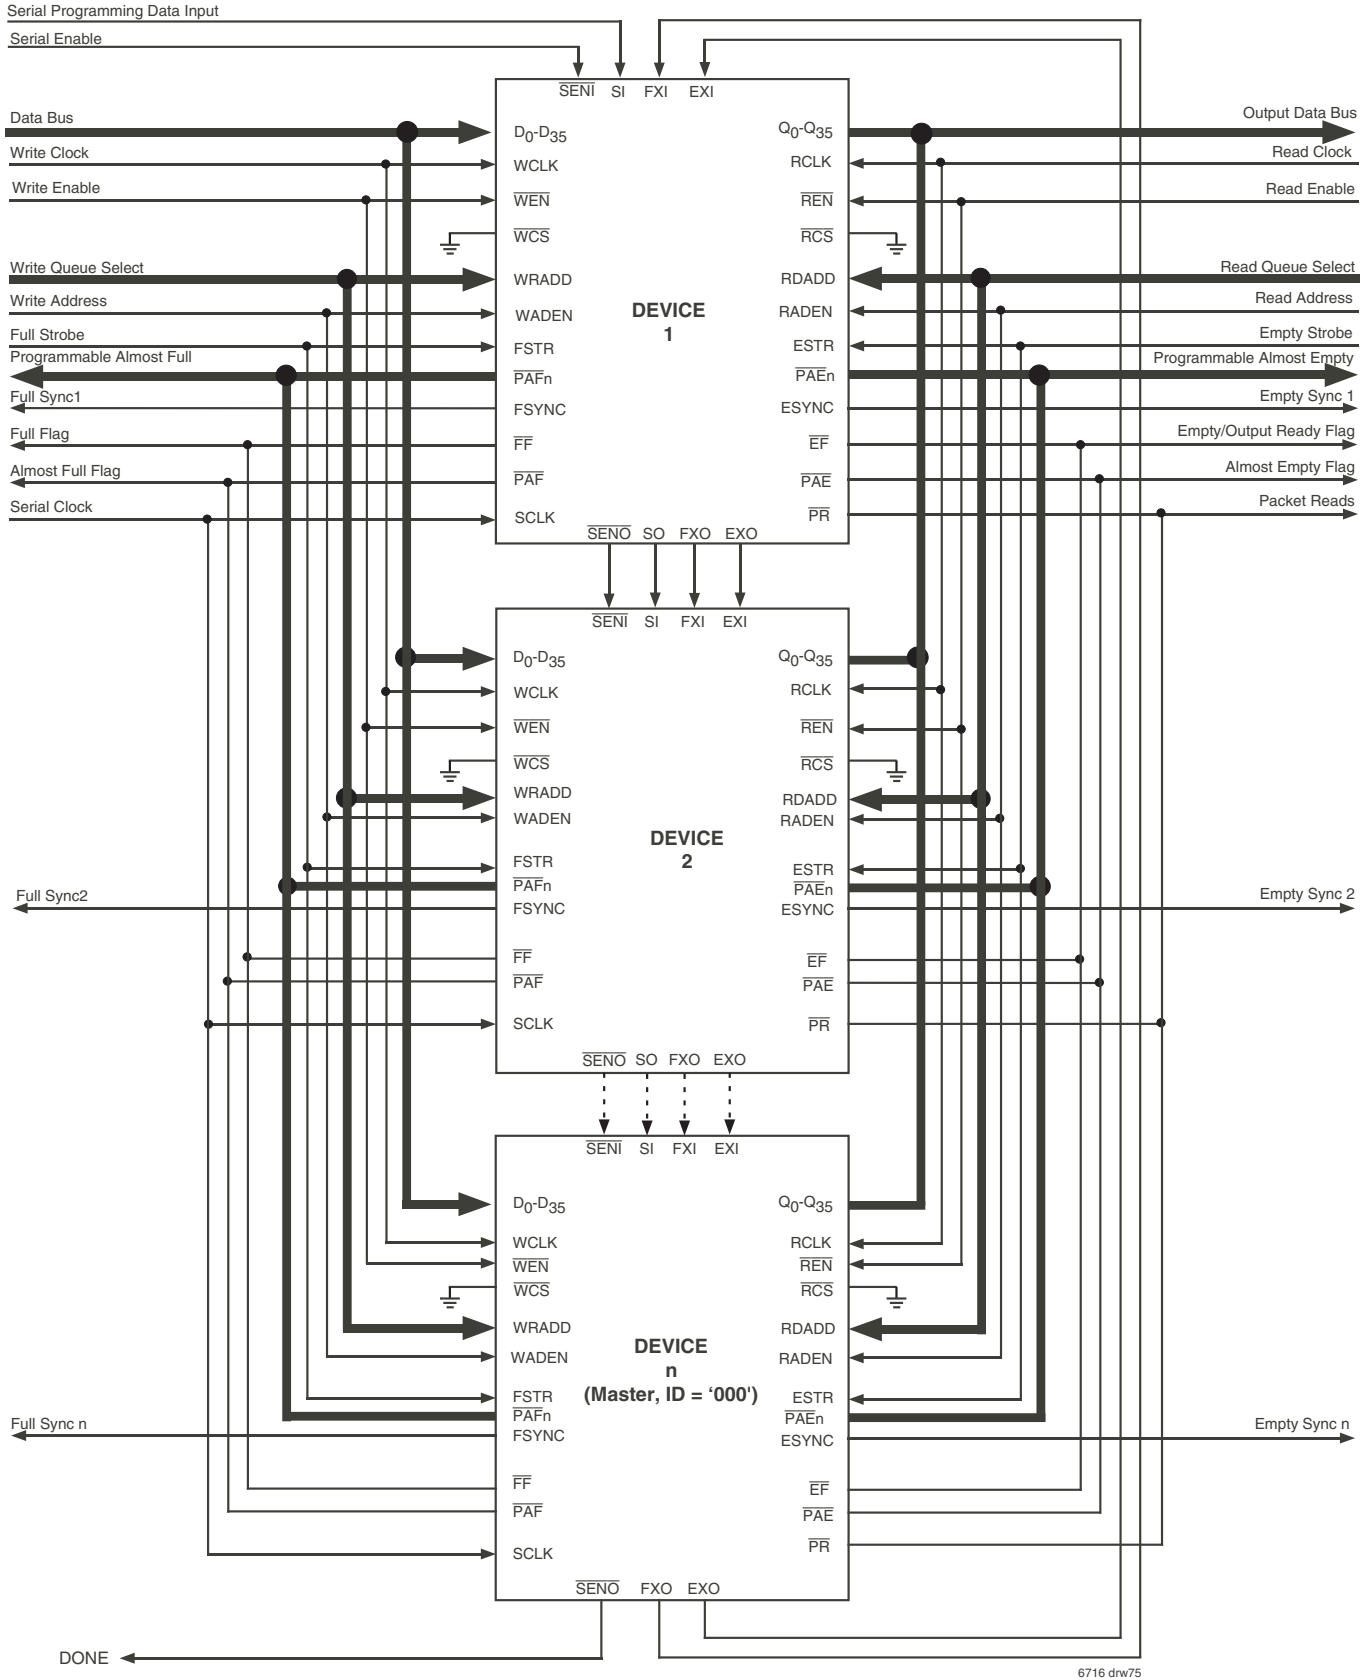 Serial Programming Data Input
Serial Enable
SENI SI FXI EXI
Data Bus
D0-D35
Q0-Q35
Output Data Bus
Write Clock
WCLK
RCLK
Read Clock
Write Enable
WEN
REN
Read Enable
WCS
RCS
Write Queue Select
WRADD
RDADD
Read Queue Select
Write Address
WADEN
DEVICE
1
RADEN
Read Address
Full Strobe
FSTR
ESTR
Empty Strobe
Programmable Almost Full
PAFn
PAEn
Programmable Almost Empty
Full Sync1
FSYNC
ESYNC
Empty Sync 1
Full Flag
FF
EF
Empty/Output Ready Flag
Almost Full Flag
PAF
PAE
Almost Empty Flag
Serial Clock
SCLK
PR
Packet Reads
SENO SO FXO EXO
SENI SI FXI EXI
D0-D35
Q0-Q35
WCLK
RCLK
WEN
REN
WCS
RCS
WRADD
RDADD
WADEN
RADEN
DEVICE
2
FSTR
ESTR
PAFn
PAEn
Full Sync2
FSYNC
ESYNC
Empty Sync 2
FF
EF
PAF
PAE
SCLK
PR
SENO SO FXO EXO
SENI SI FXI EXI
D0-D35
Q0-Q35
WCLK
RCLK
WEN
REN
WCS
RCS
WRADD
RDADD
WADEN
RADEN
DEVICE
n
(Master, ID = ‘000')
FSTR
ESTR
PAFn
PAEn
Full Sync n
FSYNC
ESYNC
Empty Sync n
FF
EF
PAF
PAE
SCLK
PR
SENO FXO EXO
DONE
6716 drw75